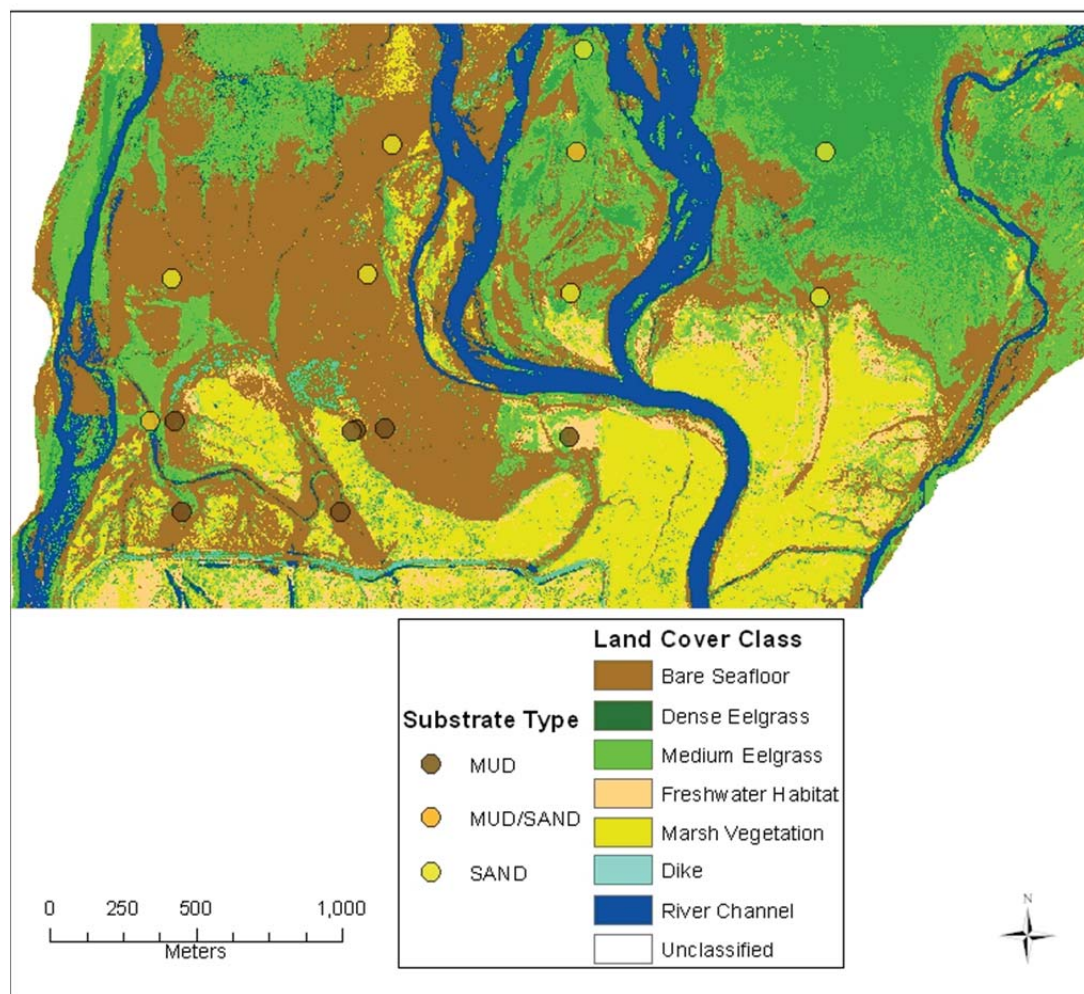 Substrate Type
MUD
MUD/SAND
SAND
Land Cover Class
Bare Seafloor
Dense Eelgrass
Medium Eelgrass
Freshwater Habitat
Marsh Vegetation
Dike
River Channel
Unclassified
0 250 500 1,000
Meters
N